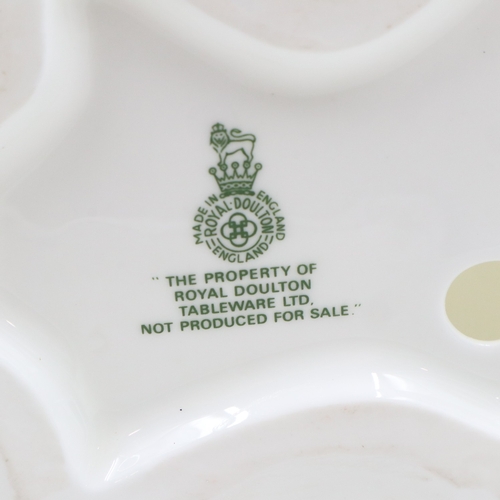 MADE IN ENGLAND
ROYAL·DOULTON
ENGLAND
" THE PROPERTY OF
ROYAL DOULTON
TABLEWARE LTD.
NOT PRODUCED FOR SALE."